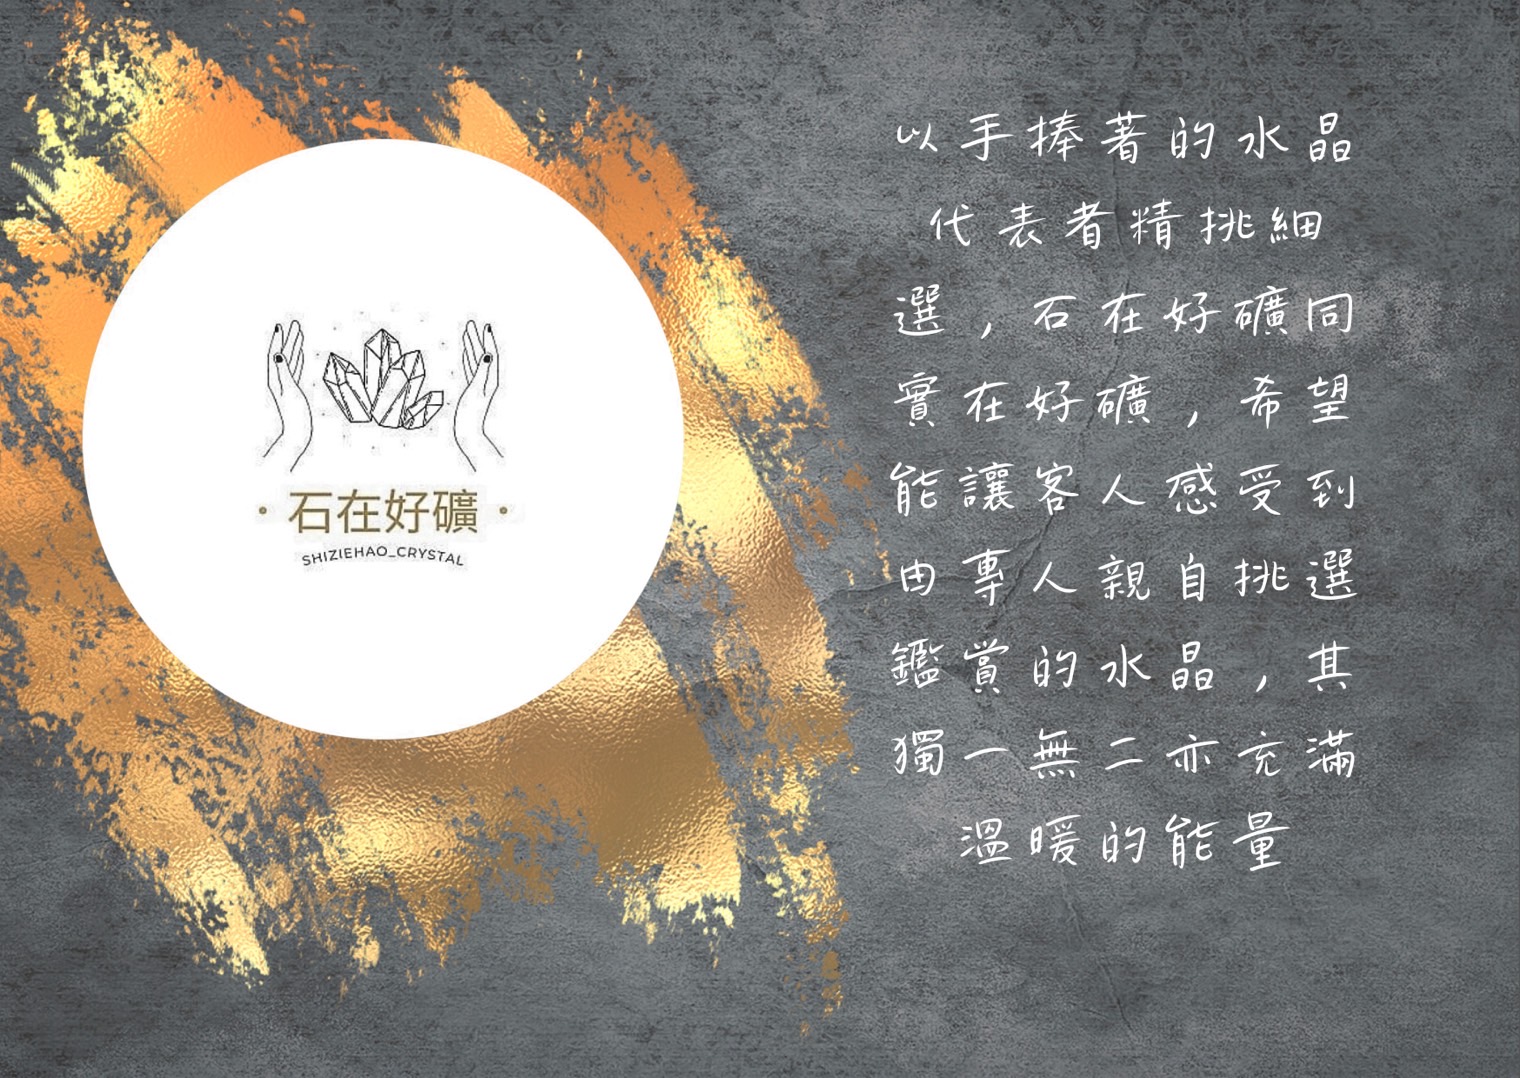 · 石在好礦 ·
SHIZIEHAO_CRYSTAL
以手捧著的水晶
代表者精挑細
選，石在好礦同
實在好礦，希望
能讓客人感受到
由專人親自挑選
鑑賞的水晶，其
獨一無二亦充滿
溫暖的能量